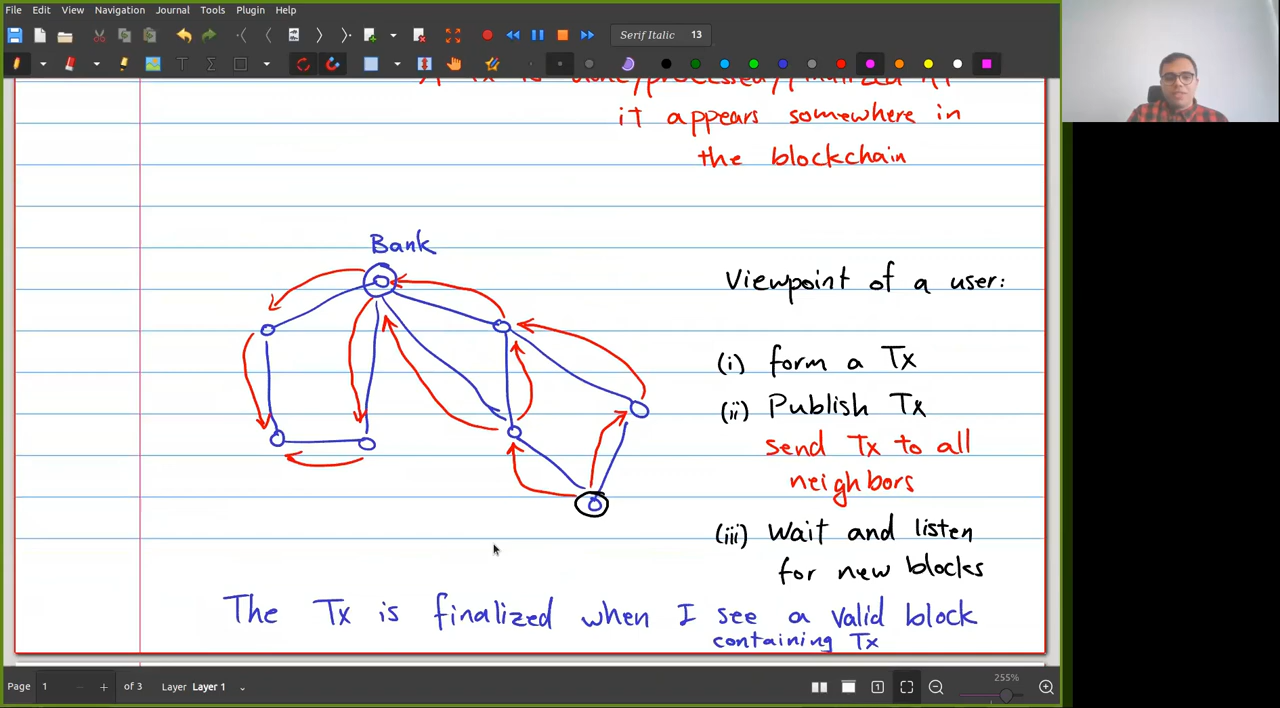 File Edit View Navigation Journal Tools Plugin Help
Serif Italic 13
it appears somewhere in
the blockchain
Bank
Viewpoint of a user:
(i) form a Tx
(ii) Publish Tx
send Tx to all
neighbors
(iii) Wait and listen
for new blocks
The Tx is finalized when I see a valid block
containing Tx
Page 1 of 3 Layer Layer 1 255%